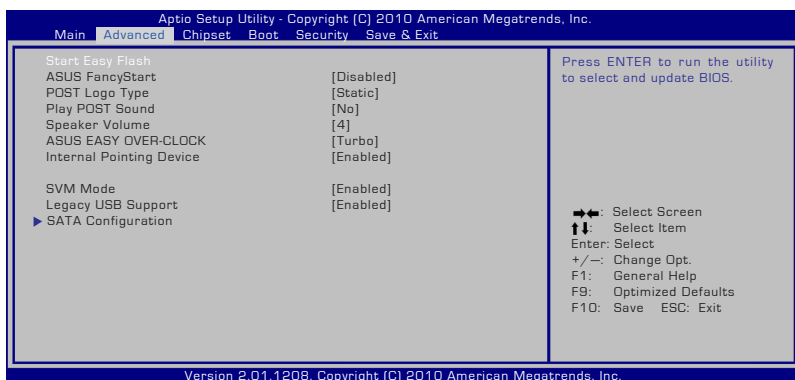 Aptio Setup Utility - Copyright (C) 2010 American Megatrends, Inc.
Main Advanced Chipset Boot Security Save & Exit
Start Easy Flash
ASUS FancyStart [Disabled]
POST Logo Type [Static]
Play POST Sound [No]
Speaker Volume [4]
ASUS EASY OVER-CLOCK [Turbo]
Internal Pointing Device [Enabled]
SVM Mode [Enabled]
Legacy USB Support [Enabled]
SATA Configuration
Press ENTER to run the utility
to select and update BIOS.
→←: Select Screen
↑↓: Select Item
Enter: Select
+/−: Change Opt.
F1: General Help
F9: Optimized Defaults
F10: Save ESC: Exit
Version 2.01.1208. Copyright (C) 2010 American Megatrends, Inc.